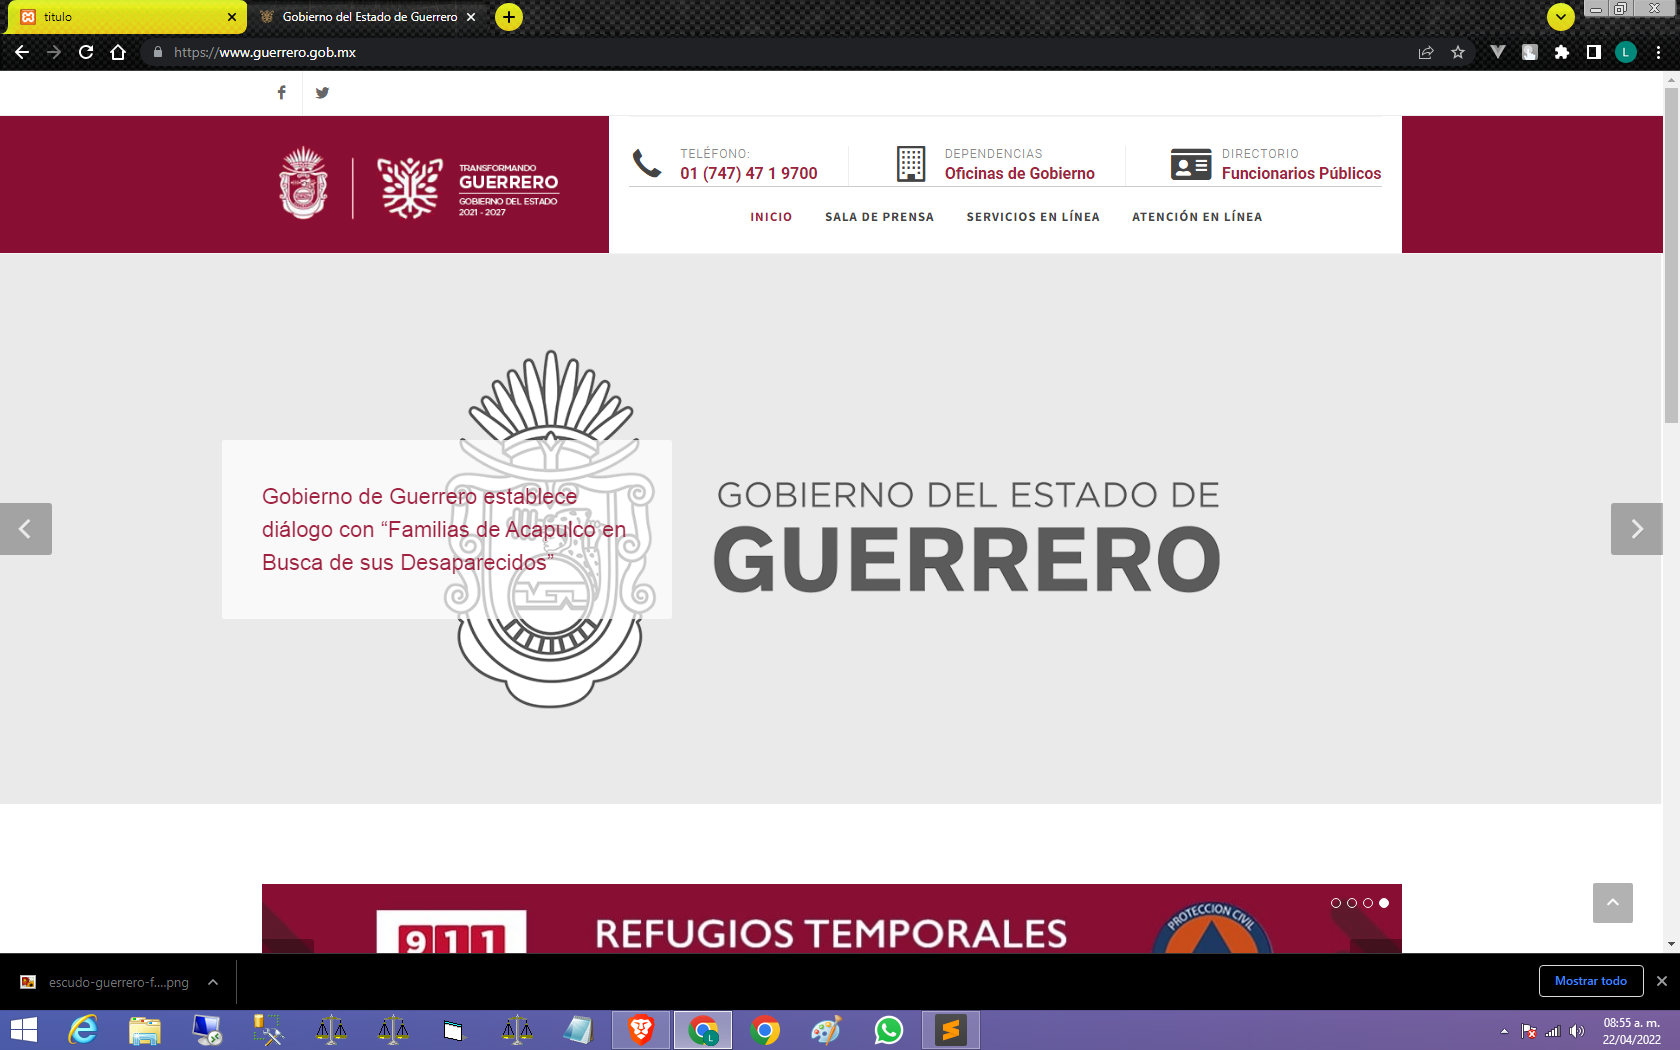 titulo
Gobierno del Estado de Guerrero
https://www.guerrero.gob.mx
L
TRANSFORMANDO
GUERRERO
GOBIERNO DEL ESTADO
2021 - 2027
TELÉFONO:
01 (747) 47 1 9700
DEPENDENCIAS
Oficinas de Gobierno
DIRECTORIO
Funcionarios Públicos
INICIO
SALA DE PRENSA
SERVICIOS EN LÍNEA
ATENCIÓN EN LÍNEA
Gobierno de Guerrero establece
diálogo con “Familias de Acapulco en
Busca de sus Desaparecidos”
GOBIERNO DEL ESTADO DE
GUERRERO
911
REFUGIOS TEMPORALES
PROTECCION CIVIL
escudo-guerrero-f....png
Mostrar todo
L
08:55 a. m.
22/04/2022